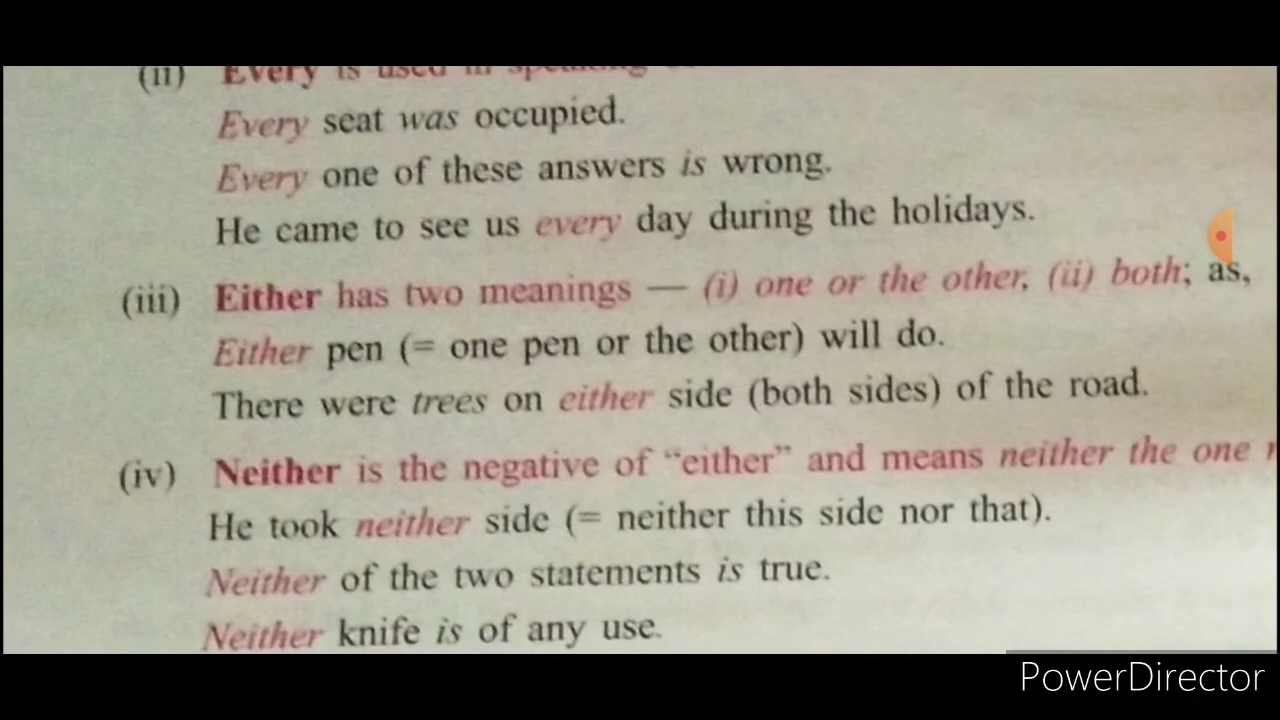 (ii) Every is used in speaking
Every seat was occupied.
Every one of these answers is wrong.
He came to see us every day during the holidays.
(iii) Either has two meanings — (i) one or the other, (ii) both; as,
Either pen (= one pen or the other) will do.
There were trees on either side (both sides) of the road.
(iv) Neither is the negative of “either” and means neither the one
He took neither side (= neither this side nor that).
Neither of the two statements is true.
Neither knife is of any use.
PowerDirector